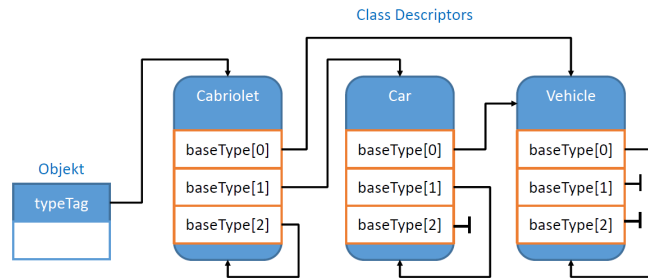 Class Descriptors
Cabriolet
Car
Vehicle
baseType[0]
baseType[0]
baseType[0]
Objekt
baseType[1]
baseType[1]
baseType[1]
typeTag
baseType[2]
baseType[2]
baseType[2]